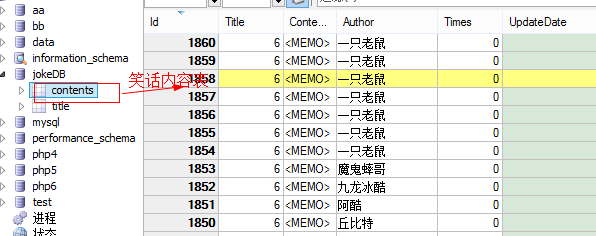 aa
bb
data
information_schema
jokeDB
contents
title
mysql
performance_schema
php4
php5
php6
test
进程
状态
笑话内容表
Id Title Conte... Author Times UpdateDate
1860 6 <MEMO> 一只老鼠 0
1859 6 <MEMO> 一只老鼠 0
1858 6 <MEMO> 一只老鼠 0
1857 6 <MEMO> 一只老鼠 0
1856 6 <MEMO> 一只老鼠 0
1855 6 <MEMO> 一只老鼠 0
1854 6 <MEMO> 一只老鼠 0
1853 6 <MEMO> 魔鬼蟀哥 0
1852 6 <MEMO> 九龙冰酷 0
1851 6 <MEMO> 阿酷 0
1850 6 <MEMO> 丘比特 0